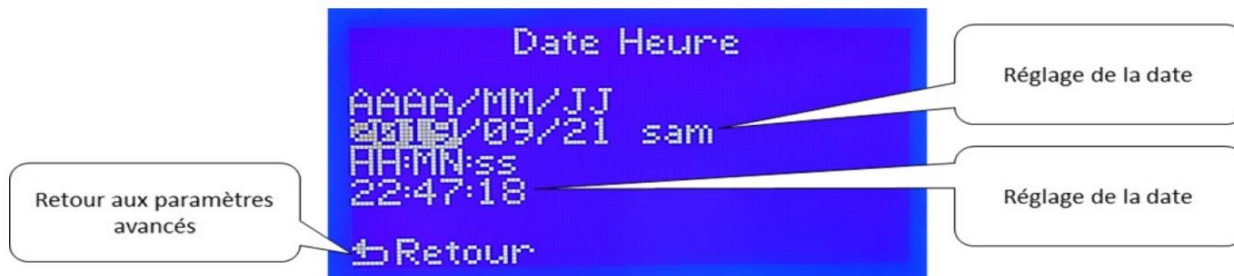 Date Heure
AAAA/MM/JJ
/09/21 sam
HH:MN:ss
22:47:18
Retour
Réglage de la date
Réglage de la date
Retour aux paramètres
avancés